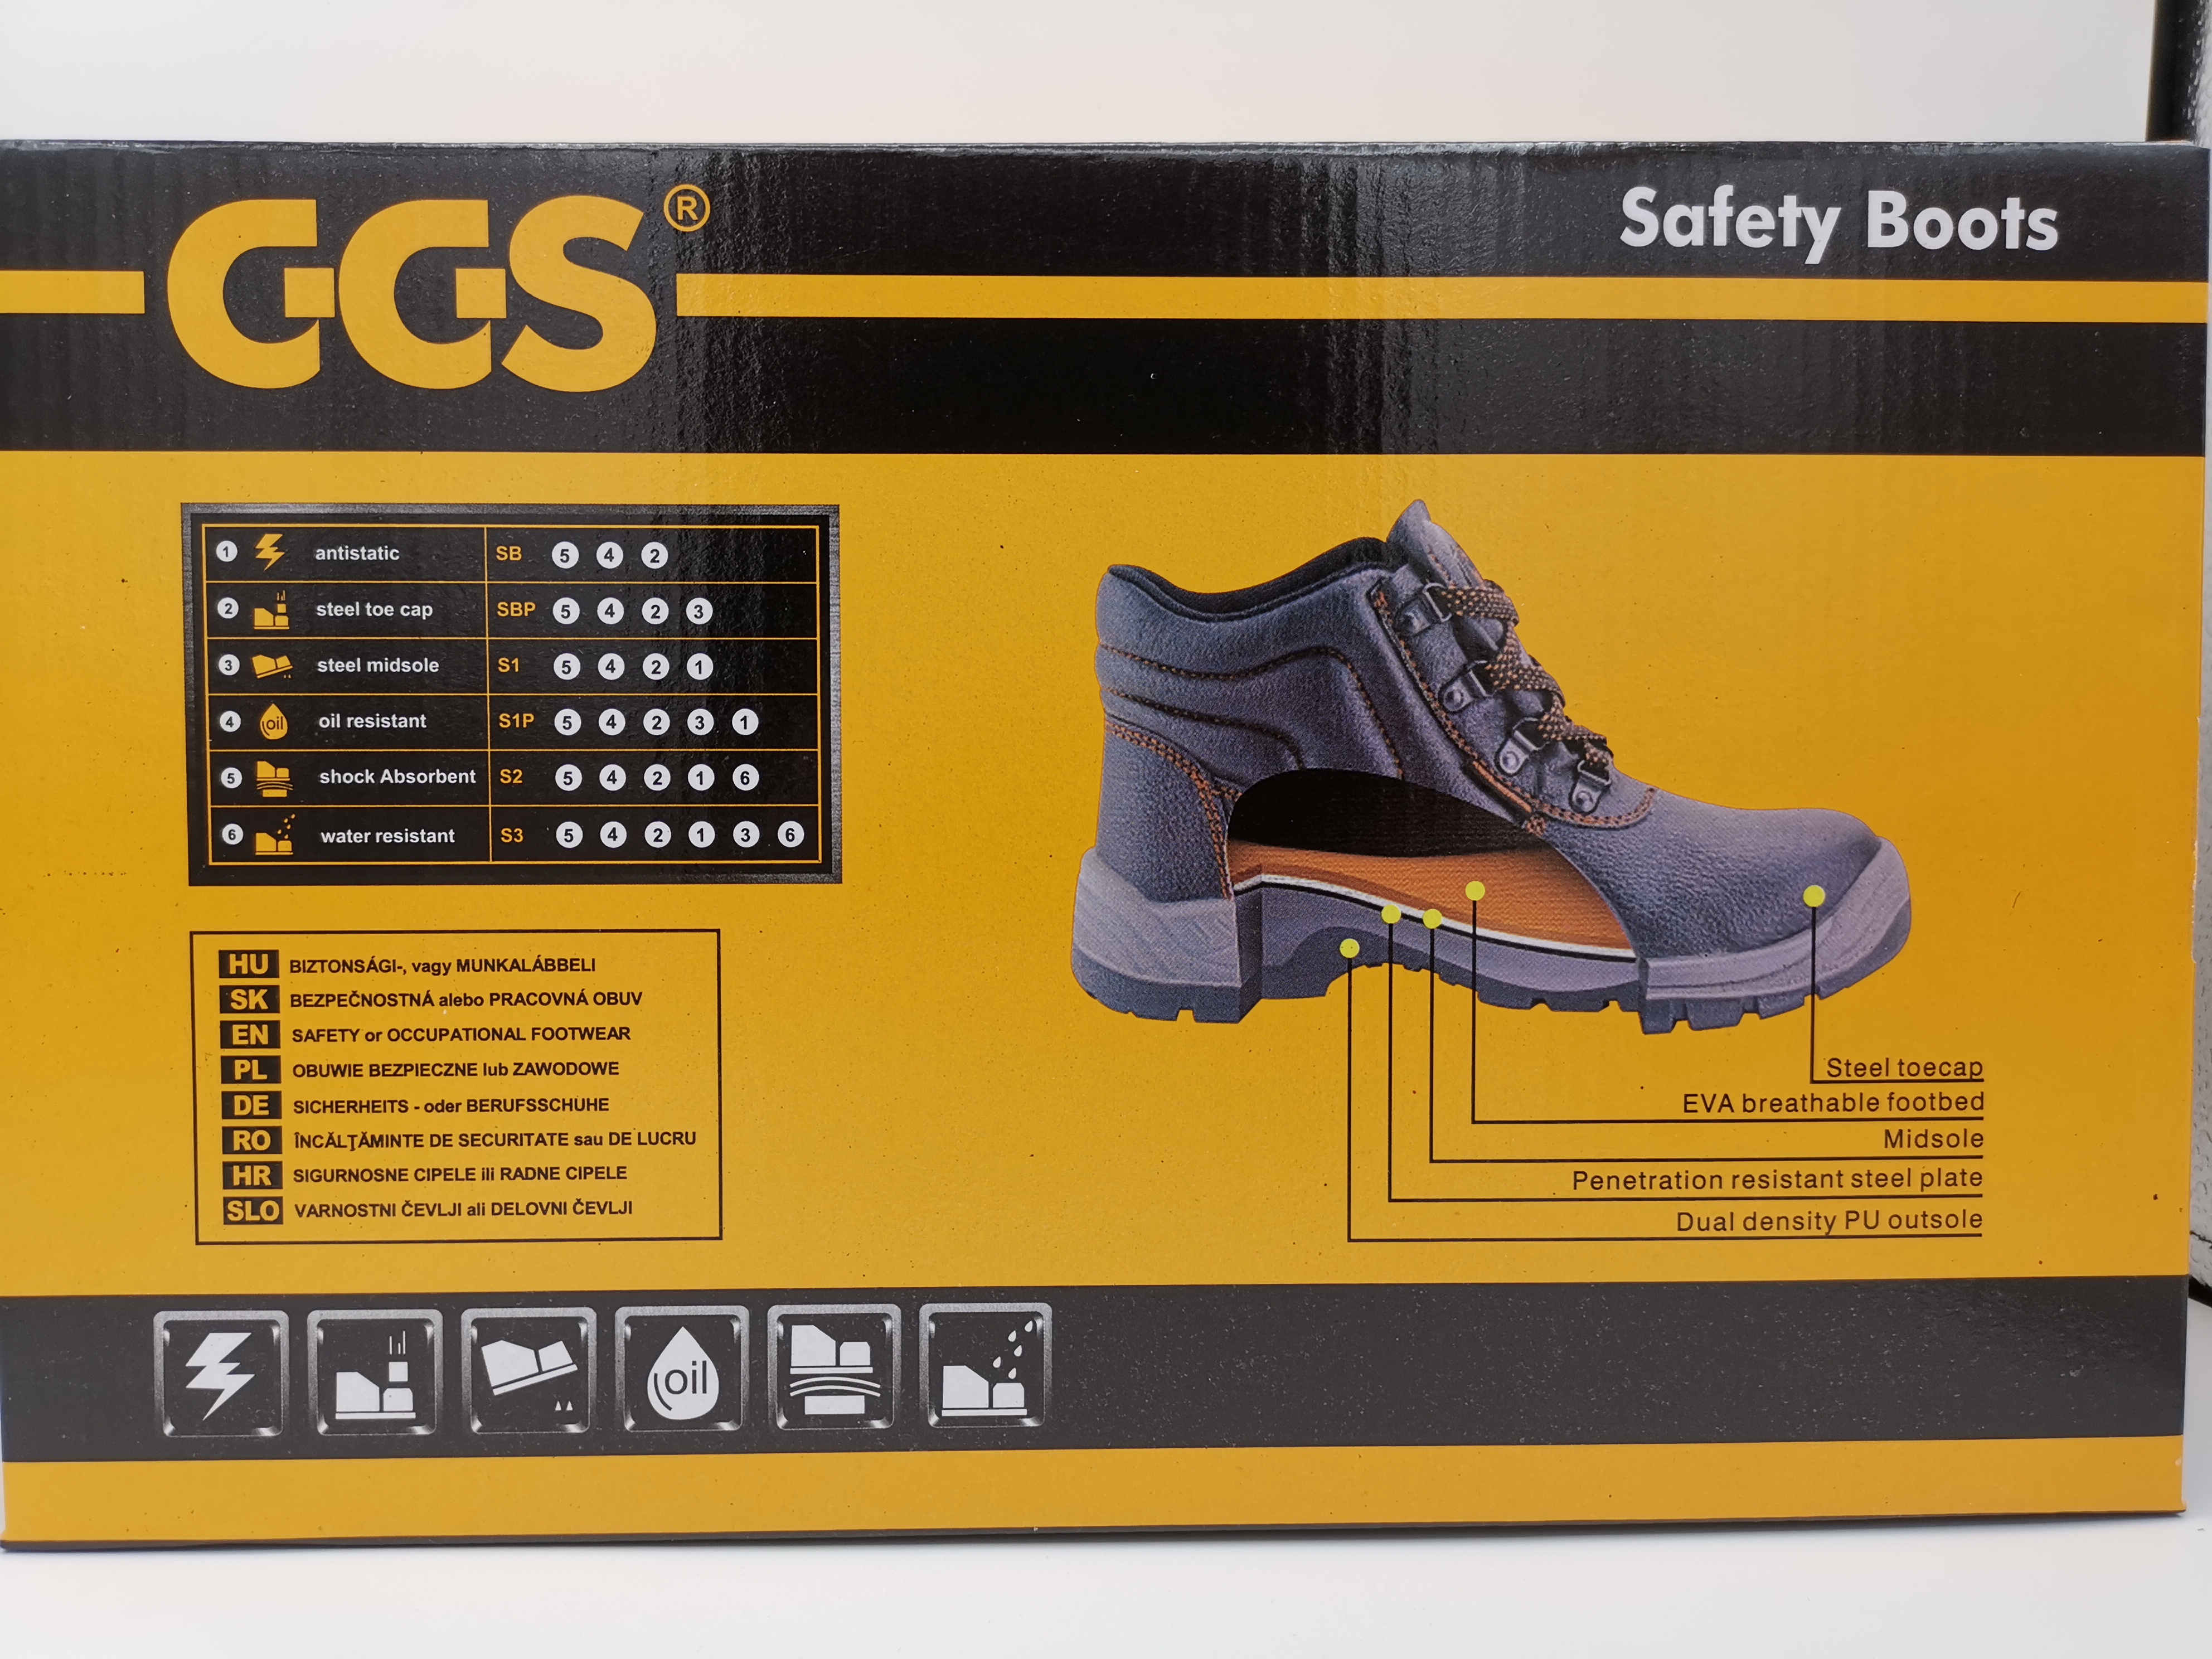 GGS®
Safety Boots
1 antistatic SB 5 4 2
2 steel toe cap SBP 5 4 2 3
3 steel midsole S1 5 4 2 1
4 oil oil resistant S1P 5 4 2 3 1
5 shock Absorbent S2 5 4 2 1 6
6 water resistant S3 5 4 2 1 3 6
HU BIZTONSÁGI-, vagy MUNKALÁBBELI
SK BEZPEČNOSTNÁ alebo PRACOVNÁ OBUV
EN SAFETY or OCCUPATIONAL FOOTWEAR
PL OBUWIE BEZPIECZNE lub ZAWODOWE
DE SICHERHEITS - oder BERUFSSCHUHE
RO ÎNCĂLŢĂMINTE DE SECURITATE sau DE LUCRU
HR SIGURNOSNE CIPELE ili RADNE CIPELE
SLO VARNOSTNI ČEVLJI ali DELOVNI ČEVLJI
Steel toecap
EVA breathable footbed
Midsole
Penetration resistant steel plate
Dual density PU outsole
oil